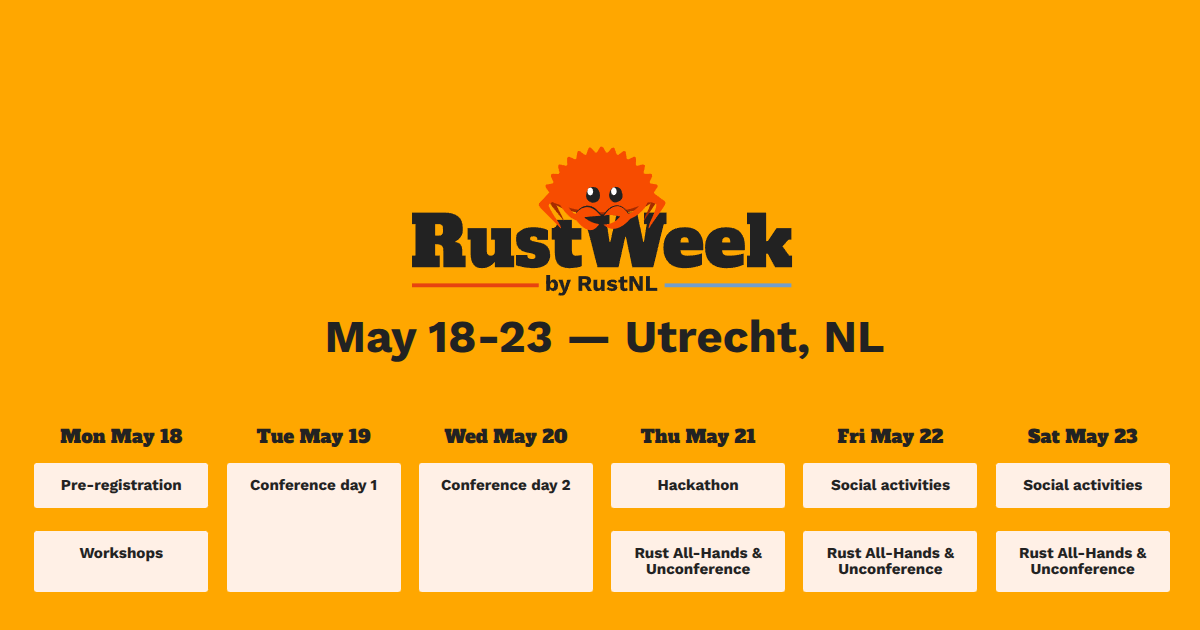 RustWeek
by RustNL
May 18-23 — Utrecht, NL
Mon May 18
Tue May 19
Wed May 20
Thu May 21
Fri May 22
Sat May 23
Pre-registration
Conference day 1
Conference day 2
Hackathon
Social activities
Social activities
Workshops
Rust All-Hands &
Unconference
Rust All-Hands &
Unconference
Rust All-Hands &
Unconference